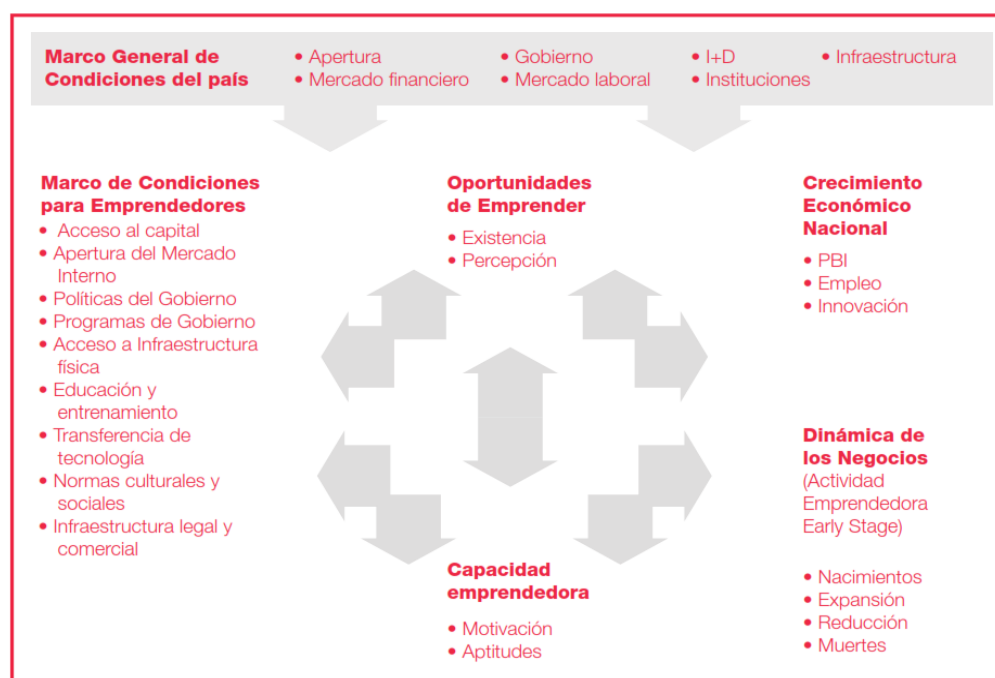 Marco General de
Condiciones del país
• Apertura
• Mercado financiero
• Gobierno
• Mercado laboral
• I+D
• Instituciones
• Infraestructura
Marco de Condiciones
para Emprendedores
• Acceso al capital
• Apertura del Mercado
Interno
• Políticas del Gobierno
• Programas de Gobierno
• Acceso a Infraestructura
física
• Educación y
entrenamiento
• Transferencia de
tecnología
• Normas culturales y
sociales
• Infraestructura legal y
comercial
Oportunidades
de Emprender
• Existencia
• Percepción
Capacidad
emprendedora
• Motivación
• Aptitudes
Crecimiento
Económico
Nacional
• PBI
• Empleo
• Innovación
Dinámica de
los Negocios
(Actividad
Emprendedora
Early Stage)
• Nacimientos
• Expansión
• Reducción
• Muertes